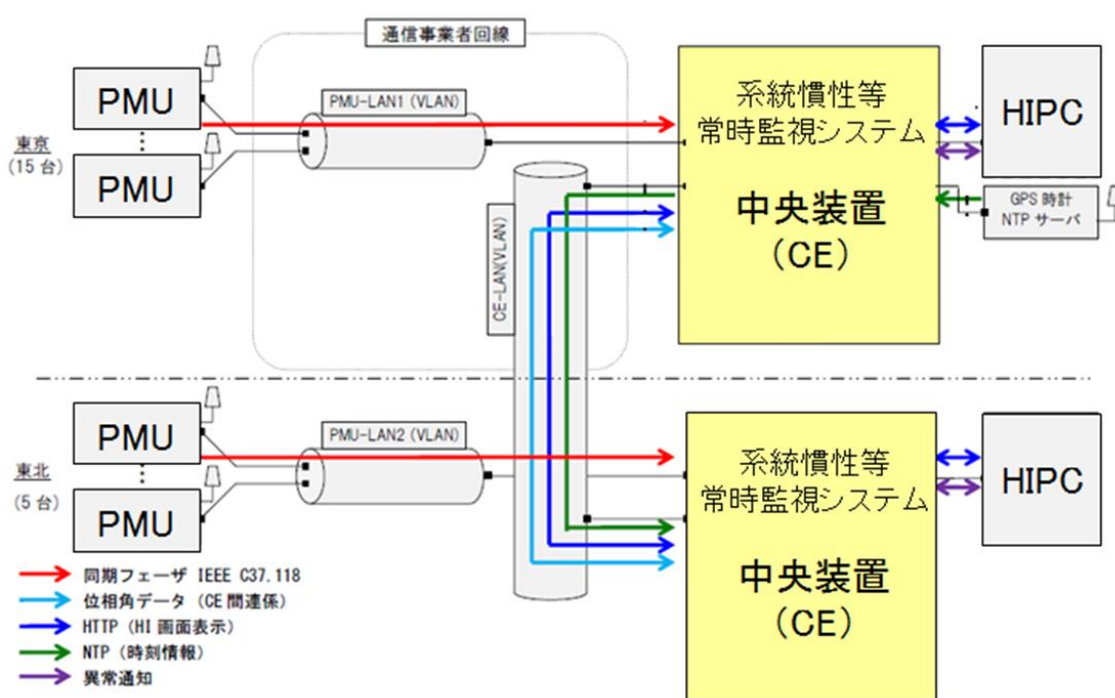 通信事業者回線
PMU
PMU-LAN1 (VLAN)
東京
(15 台)
PMU
系統慣性等
常時監視システム
中央装置
(CE)
HIPC
GPS 時計
NTP サーバ
CE-LAN(VLAN)
PMU
PMU-LAN2 (VLAN)
東北
(5 台)
PMU
系統慣性等
常時監視システム
中央装置
(CE)
HIPC
同期フェーザ IEEE C37.118
位相角データ (CE 間連係)
HTTP (HI 画面表示)
NTP (時刻情報)
異常通知